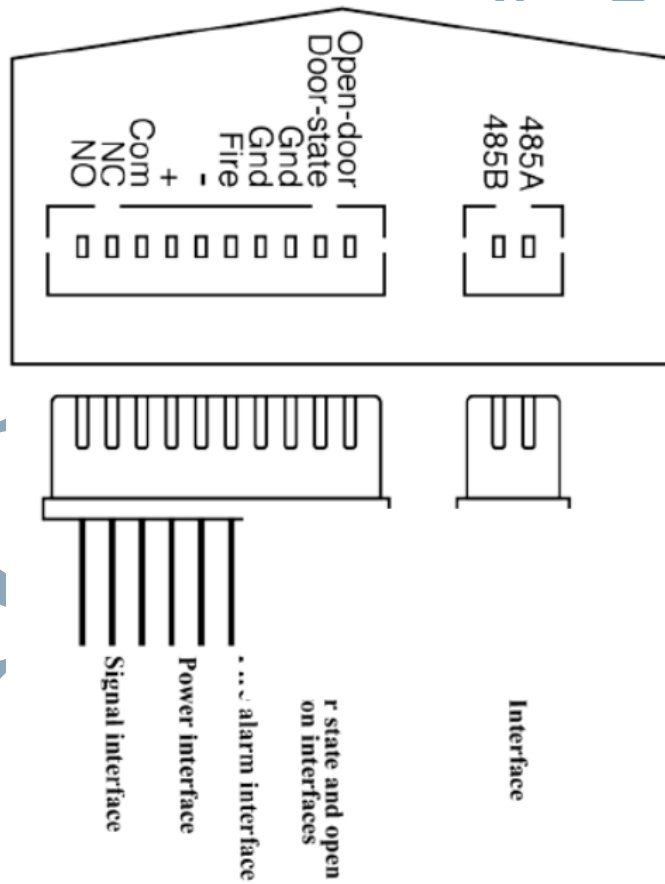 NO
NC
Com
+
-
Fire
Gnd
Gnd
Door-state
Open-door
485B
485A
Signal interface
Power interface
alarm interface
r state and open
on interfaces
Interface